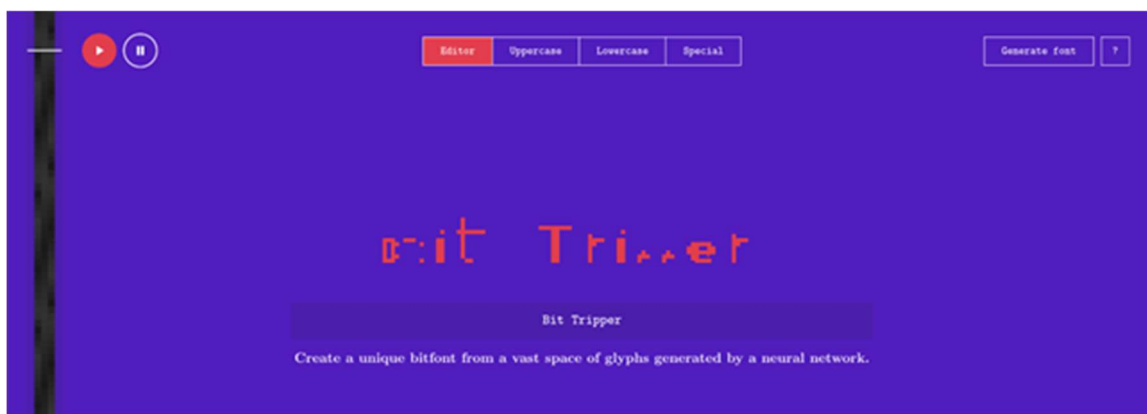 Editor Uppercase Lowercase Special Generate font ?
Bit Tripper
Create a unique bitfont from a vast space of glyphs generated by a neural network.